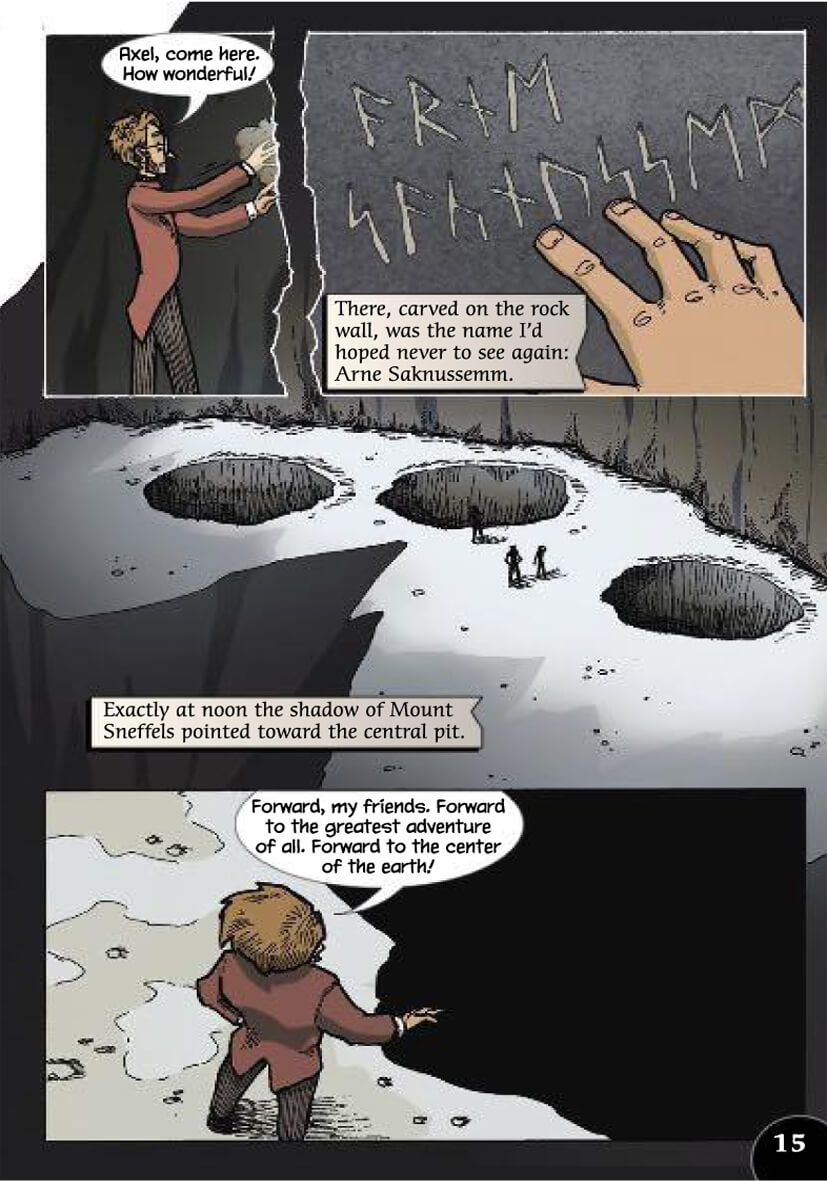 Axel, come here.
How wonderful!
ᚨᚱᚾᛖ
ᛋᚨᚴᚾᚢᛋᛋᛖᛗ
There, carved on the rock
wall, was the name I'd
hoped never to see again:
Arne Saknussemm.
Exactly at noon the shadow of Mount
Sneffels pointed toward the central pit.
Forward, my friends. Forward
to the greatest adventure
of all. Forward to the center
of the earth!
15